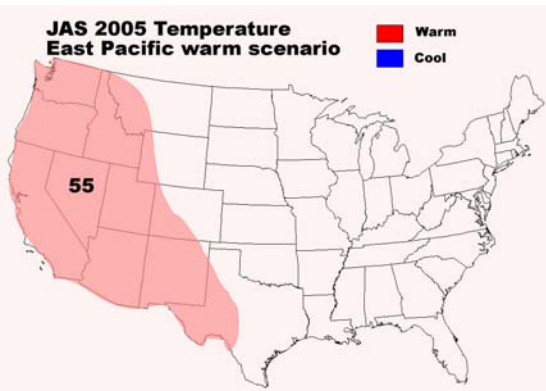 JAS 2005 Temperature
East Pacific warm scenario
Warm
Cool
55